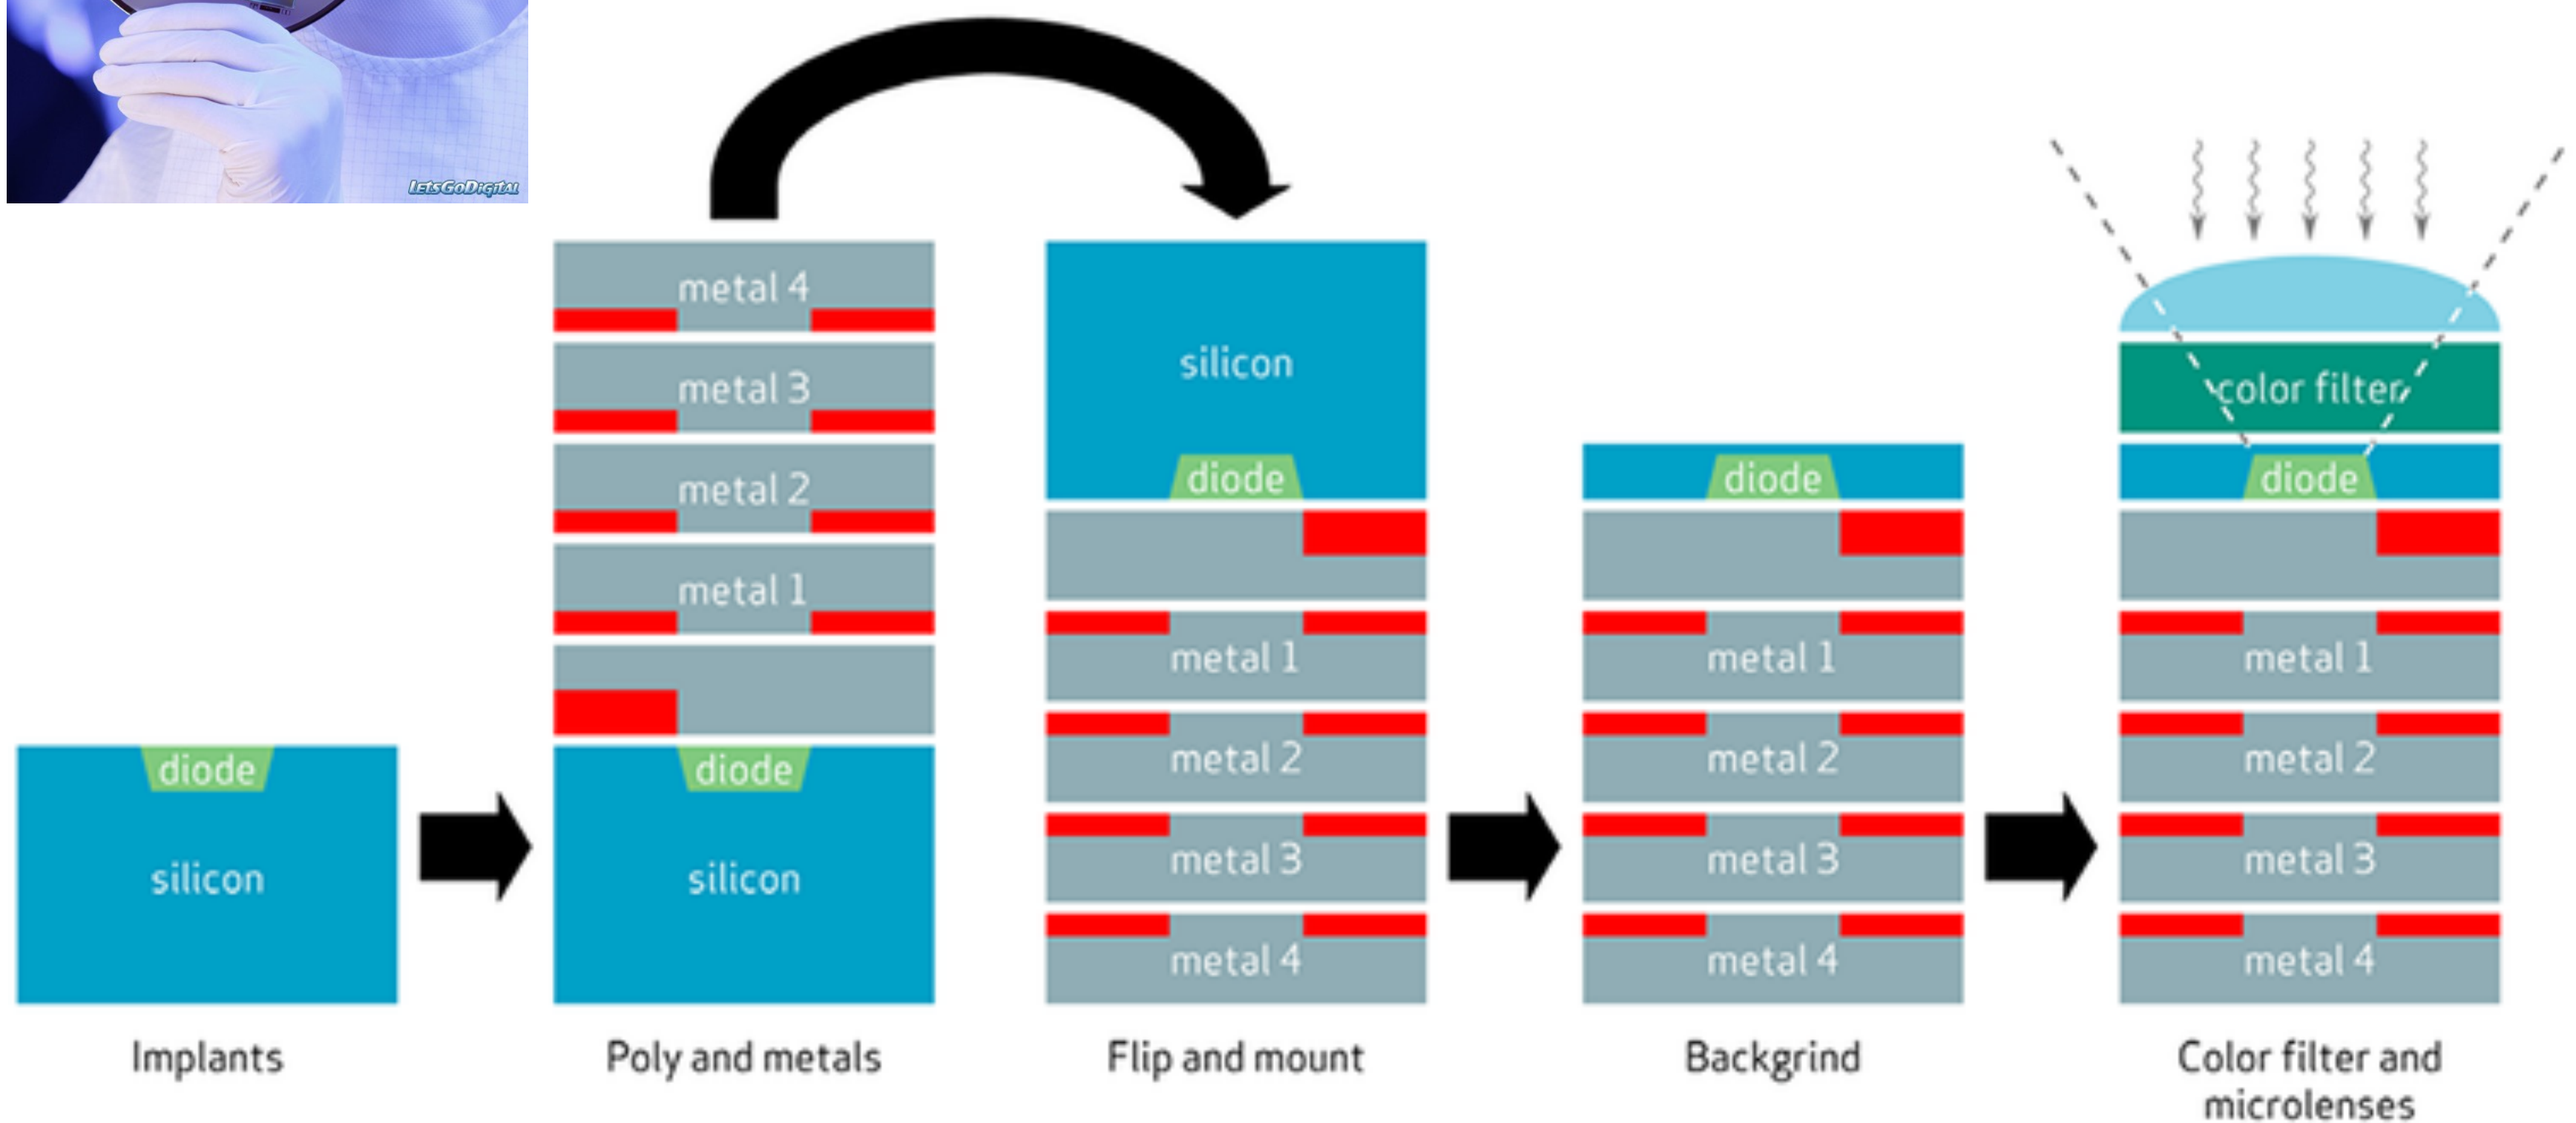 LETSGODIGITAL
metal 4
metal 3
metal 2
metal 1
diode
silicon
silicon
diode
metal 1
metal 2
metal 3
metal 4
diode
silicon
diode
metal 1
metal 2
metal 3
metal 4
color filter
diode
metal 1
metal 2
metal 3
metal 4
Implants
Poly and metals
Flip and mount
Backgrind
Color filter and
microlenses